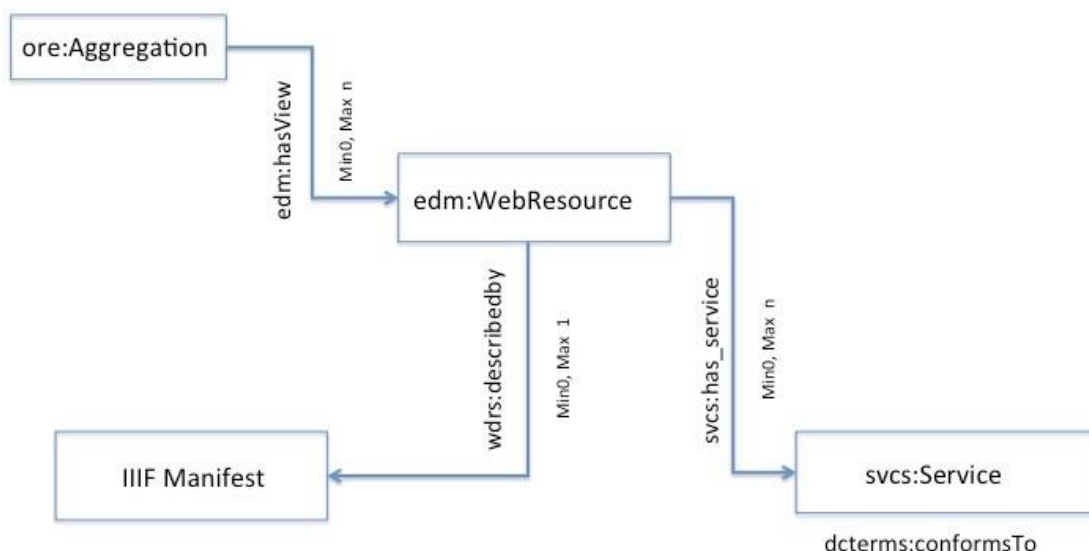 ore:Aggregation
edm:hasView
Min0, Max n
edm:WebResource
wdrs:describedby
Min0, Max 1
svcs:has_service
Min0, Max n
IIIF Manifest
svcs:Service
dcterms:conformsTo